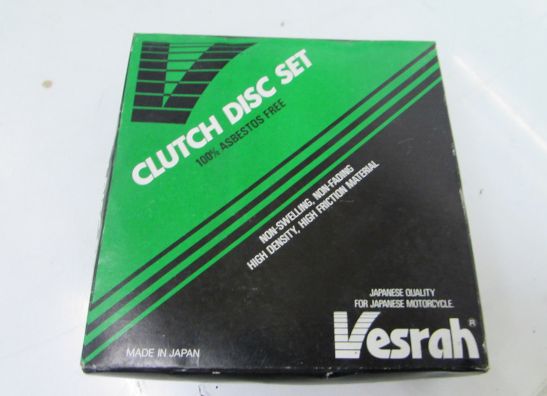 CLUTCH DISC SET
100% ASBESTOS FREE
NON-SWELLING, NON-FADING
HIGH DENSITY, HIGH FRICTION MATERIAL
JAPANESE QUALITY
FOR JAPANESE MOTORCYCLE.
Vesrah®
MADE IN JAPAN